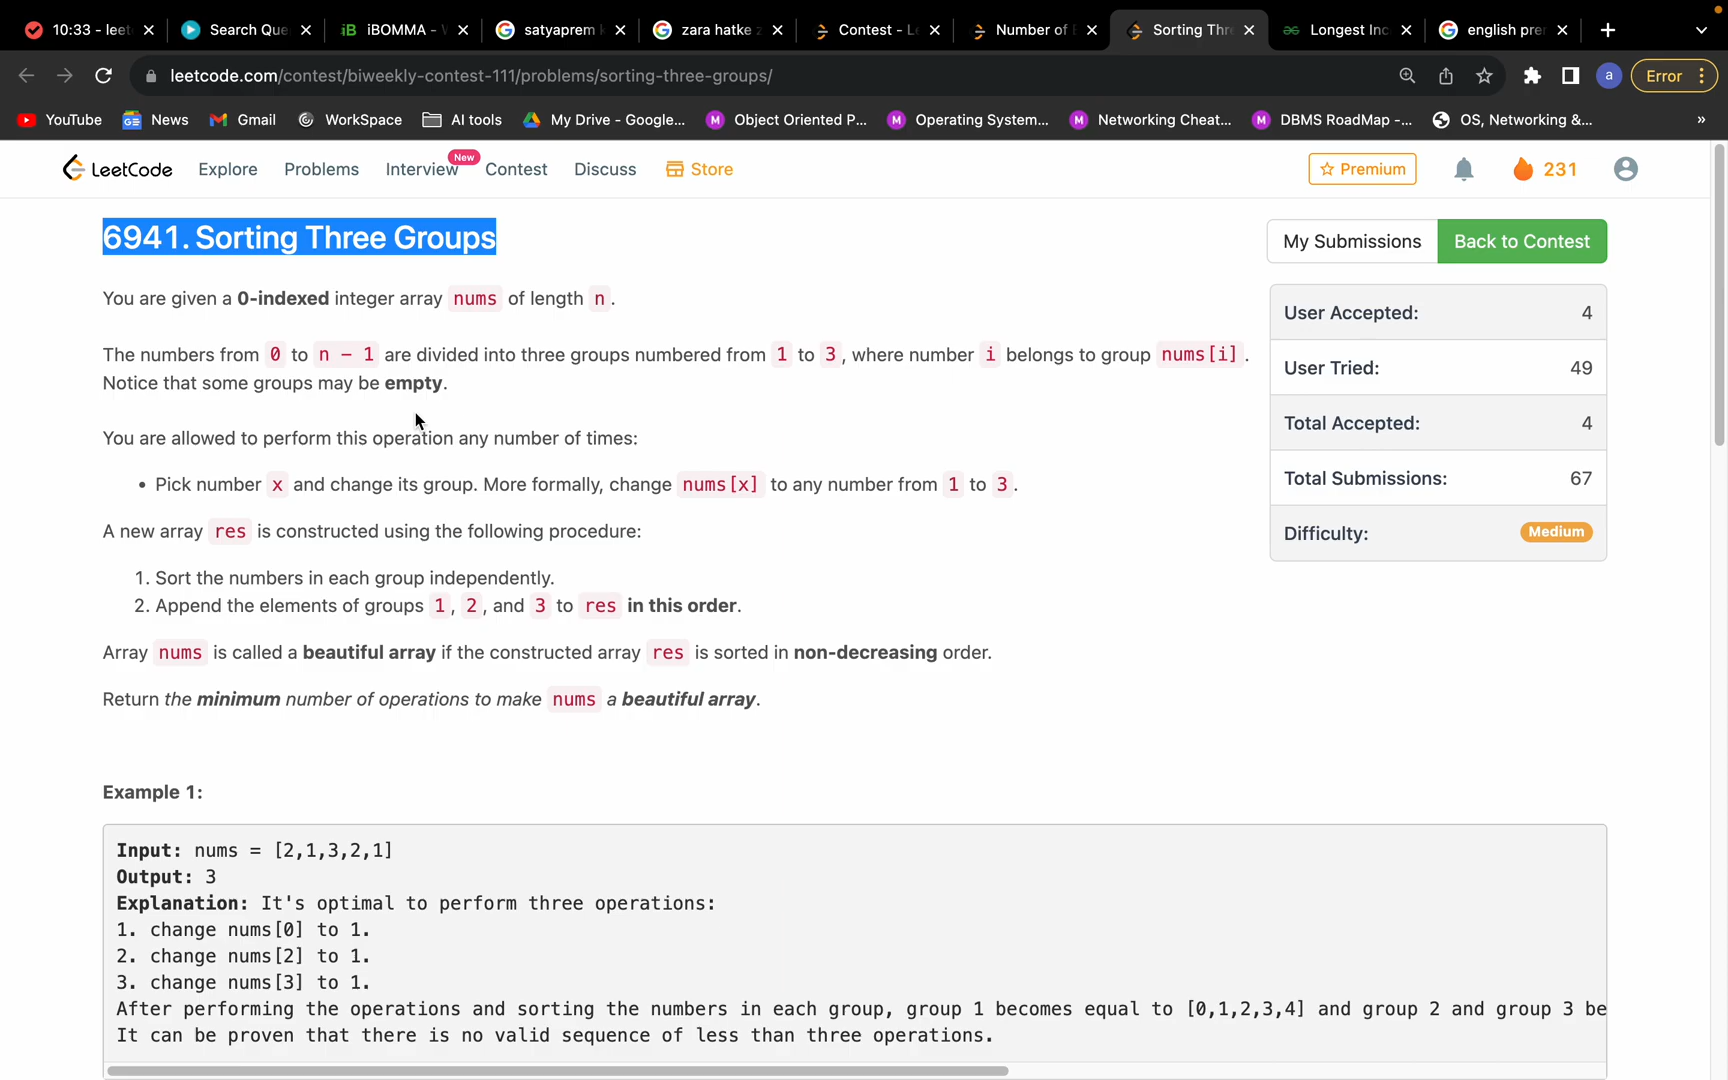 10:33 - leet
Search Que
iB iBOMMA - W
satyaprem k
zara hatke z
Contest - Le
Number of E
Sorting Thre
Longest Inc
english prer
leetcode.com/contest/biweekly-contest-111/problems/sorting-three-groups/
a
Error
YouTube
News
Gmail
WorkSpace
AI tools
My Drive - Google...
M Object Oriented P...
M Operating System...
M Networking Cheat...
M DBMS RoadMap -...
OS, Networking &...
»
LeetCode
Explore
Problems
Interview
New
Contest
Discuss
Store
Premium
231
6941. Sorting Three Groups
My Submissions
Back to Contest
You are given a 0-indexed integer array nums of length n.
The numbers from 0 to n - 1 are divided into three groups numbered from 1 to 3, where number i belongs to group nums[i].
Notice that some groups may be empty.
You are allowed to perform this operation any number of times:
• Pick number x and change its group. More formally, change nums[x] to any number from 1 to 3.
A new array res is constructed using the following procedure:
1. Sort the numbers in each group independently.
2. Append the elements of groups 1, 2, and 3 to res in this order.
Array nums is called a beautiful array if the constructed array res is sorted in non-decreasing order.
Return the minimum number of operations to make nums a beautiful array.
User Accepted: 4
User Tried: 49
Total Accepted: 4
Total Submissions: 67
Difficulty: Medium
Example 1:
Input: nums = [2,1,3,2,1]
Output: 3
Explanation: It's optimal to perform three operations:
1. change nums[0] to 1.
2. change nums[2] to 1.
3. change nums[3] to 1.
After performing the operations and sorting the numbers in each group, group 1 becomes equal to [0,1,2,3,4] and group 2 and group 3 be
It can be proven that there is no valid sequence of less than three operations.